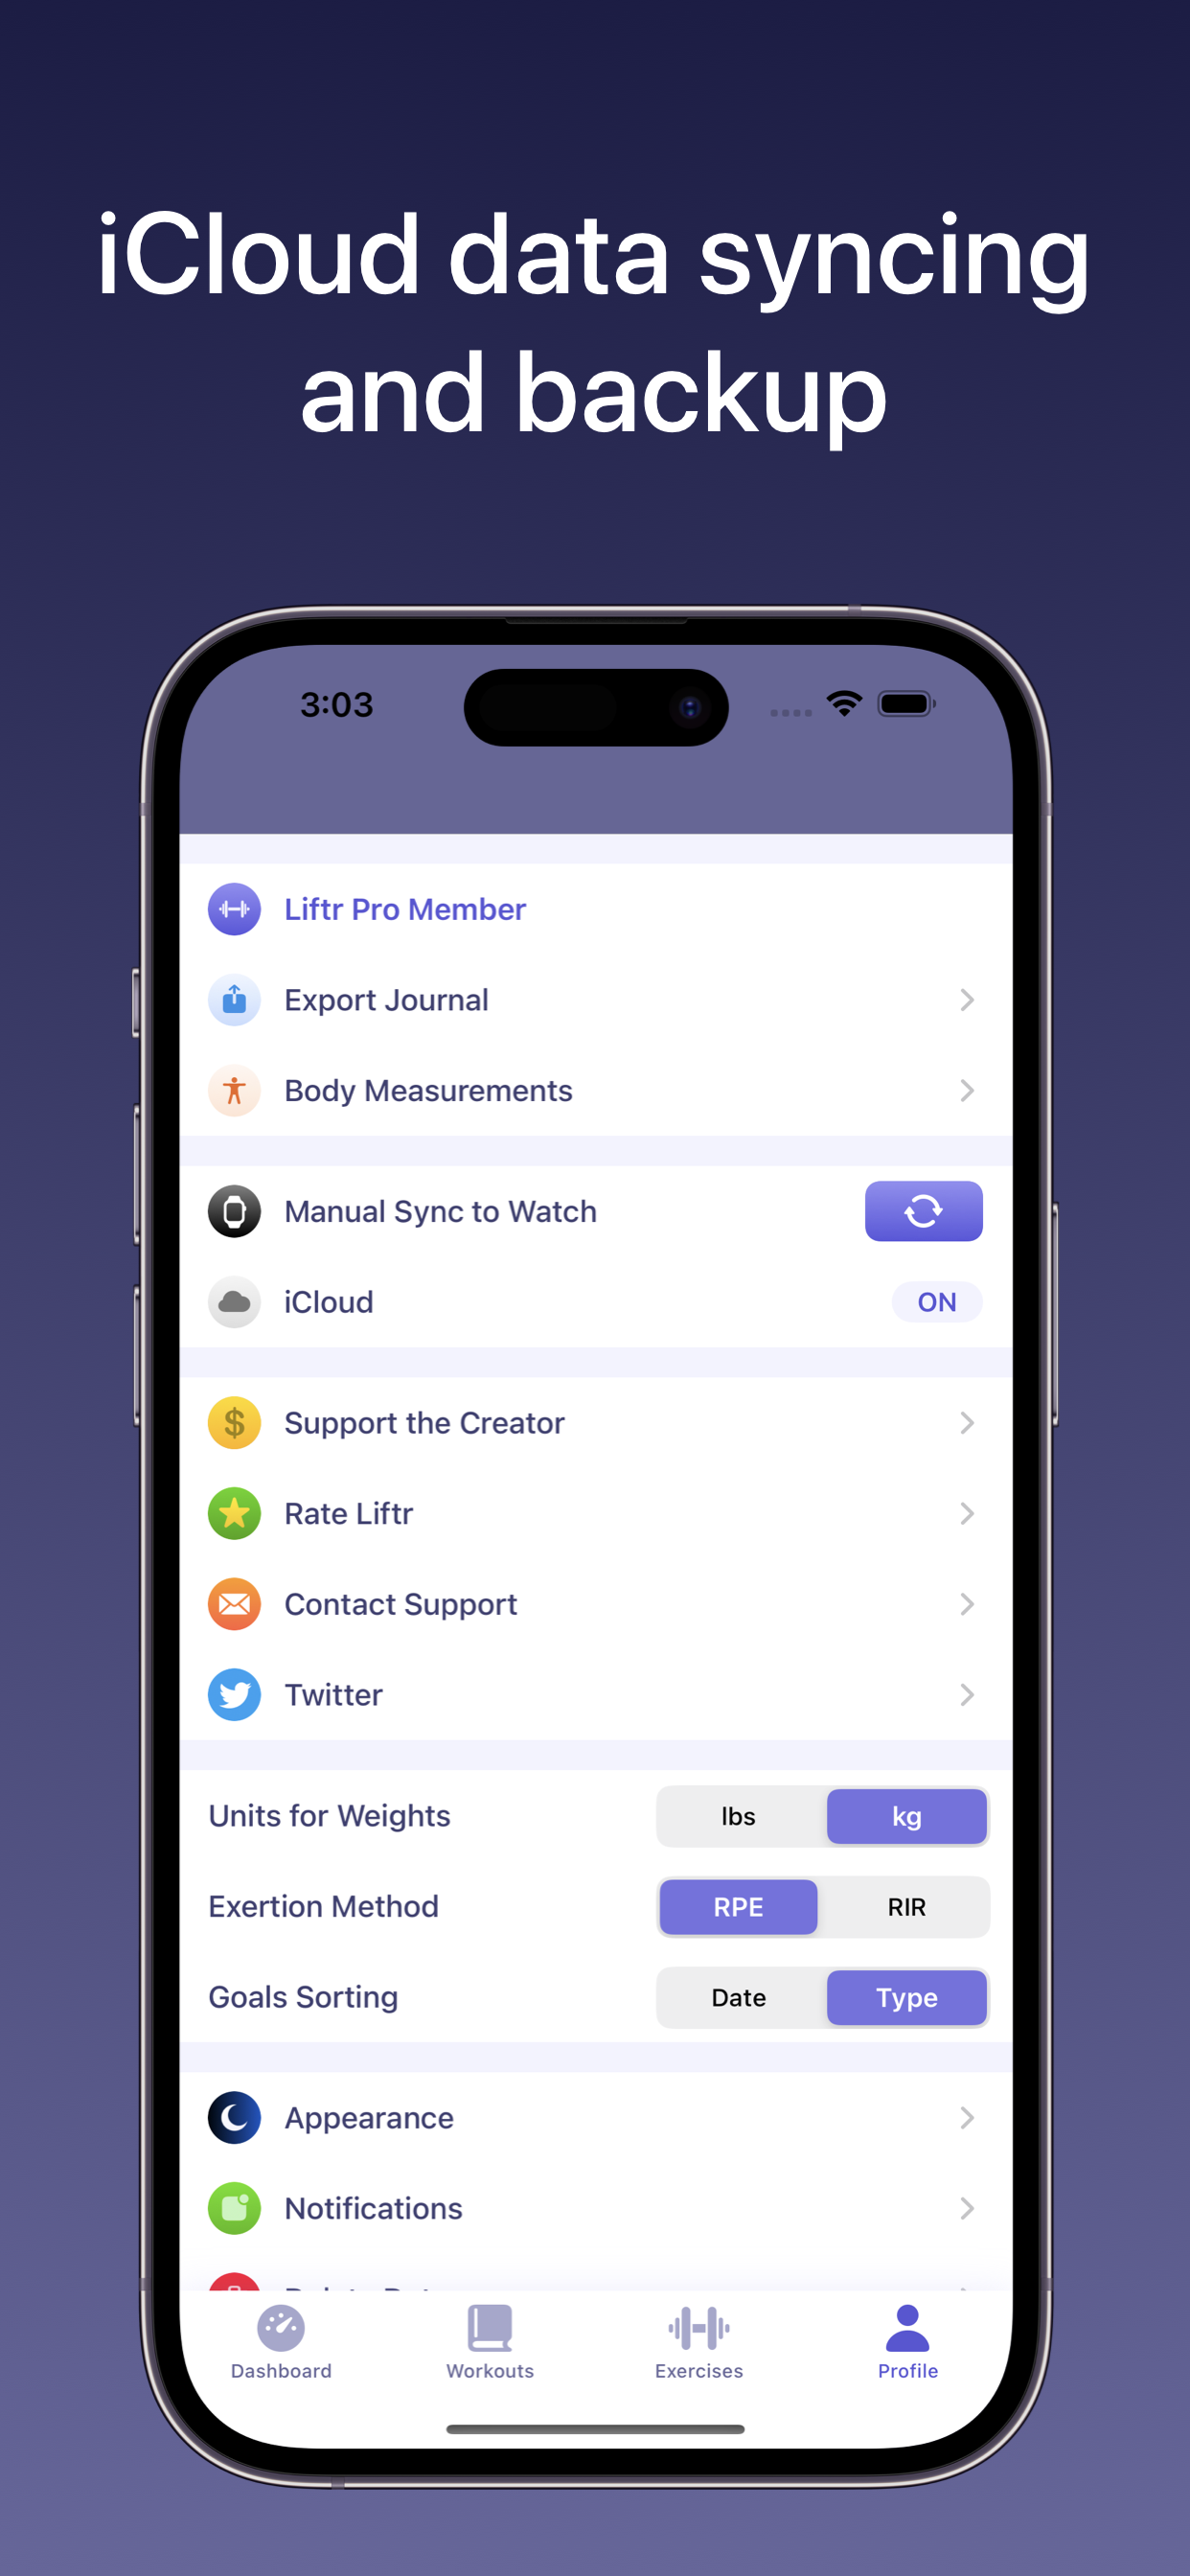 iCloud data syncing
and backup
3:03
Liftr Pro Member
Export Journal
Body Measurements
Manual Sync to Watch
iCloud
ON
$
Support the Creator
Rate Liftr
Contact Support
Twitter
Units for Weights
lbs
kg
Exertion Method
RPE
RIR
Goals Sorting
Date
Type
Appearance
Notifications
Dashboard
Workouts
Exercises
Profile